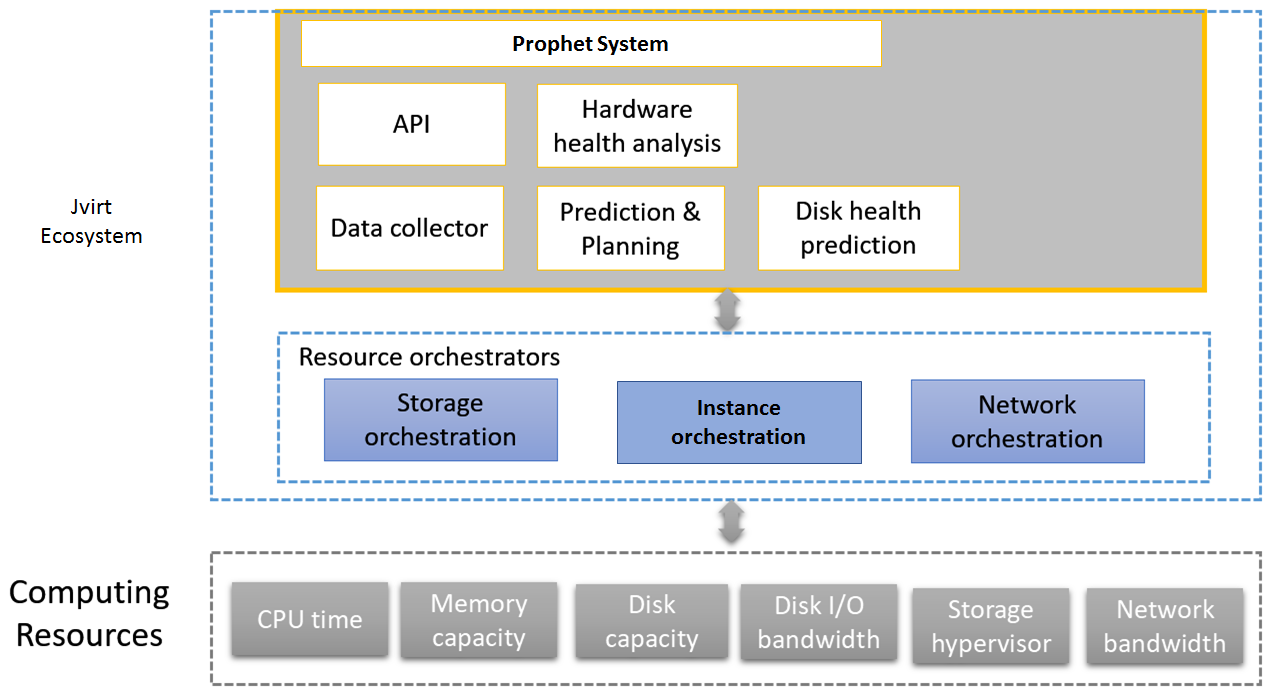 Prophet System
API
Hardware
health analysis
Data collector
Prediction &
Planning
Disk health
prediction
Jvirt
Ecosystem
Resource orchestrators
Storage
orchestration
Instance
orchestration
Network
orchestration
Computing
Resources
CPU time
Memory
capacity
Disk
capacity
Disk I/O
bandwidth
Storage
hypervisor
Network
bandwidth